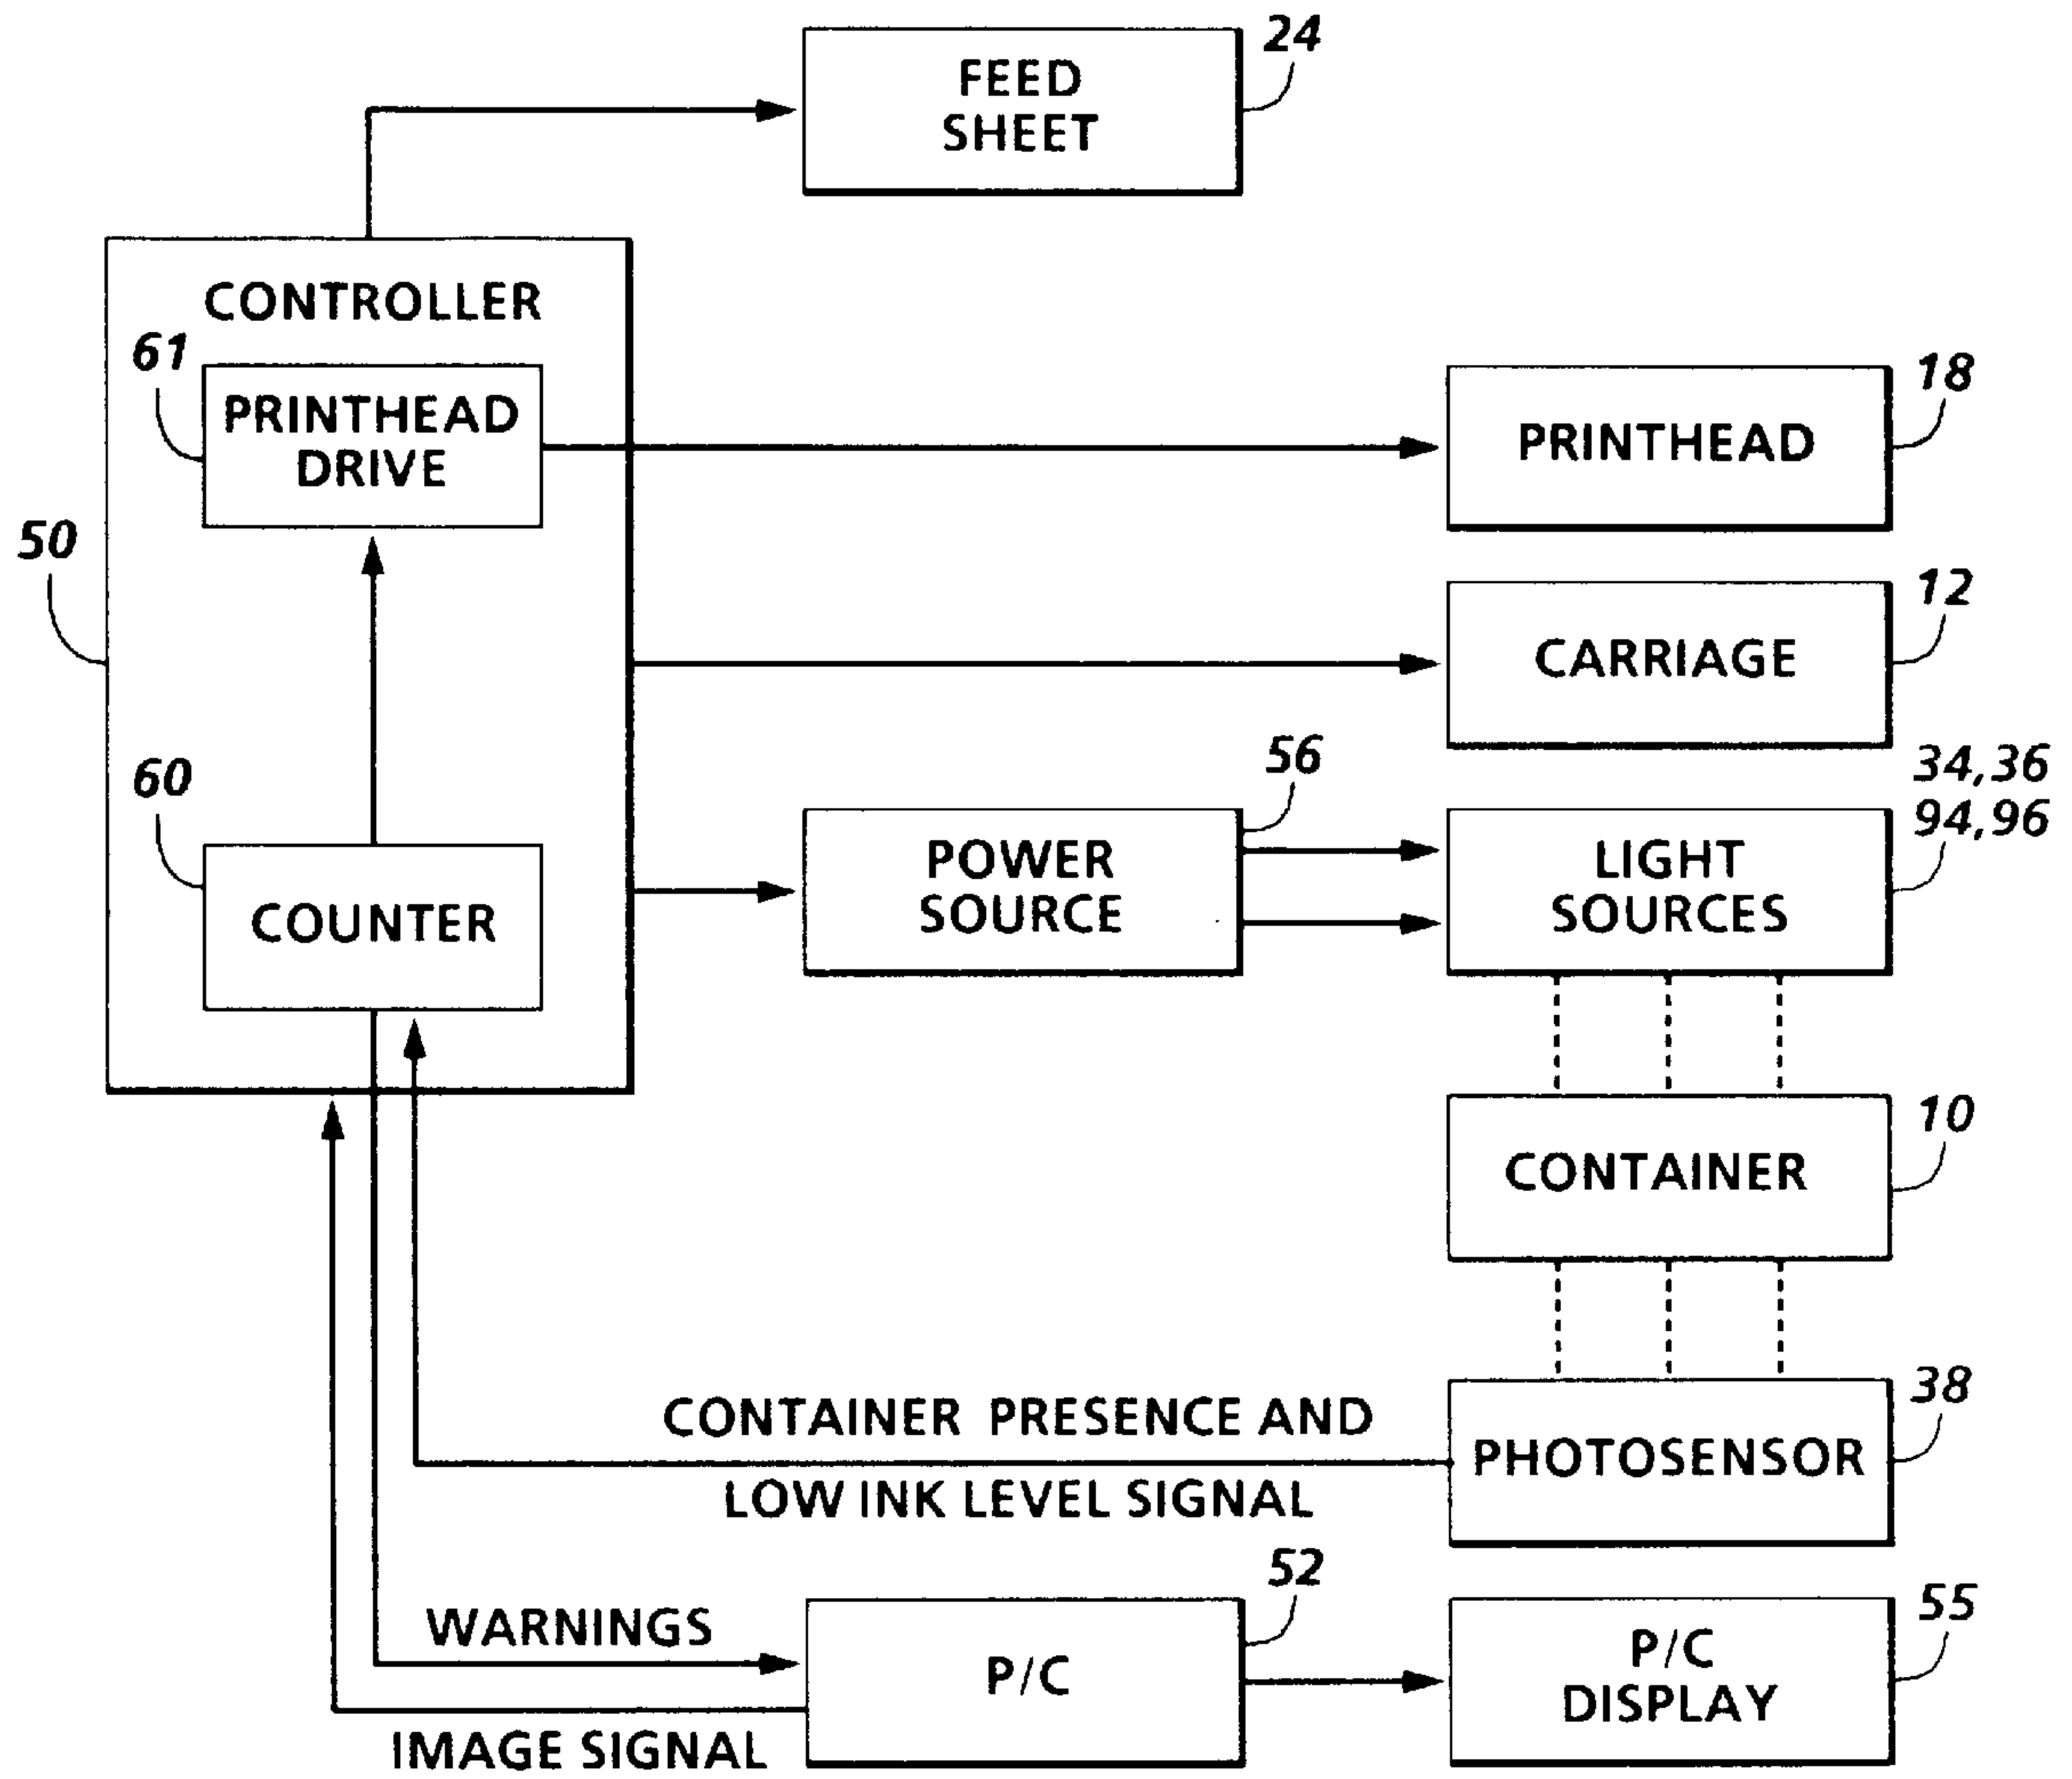 24
FEED
SHEET
CONTROLLER
61
PRINTHEAD
DRIVE
18
PRINTHEAD
50
12
CARRIAGE
60
COUNTER
56
POWER
SOURCE
34,36
94,96
LIGHT
SOURCES
10
CONTAINER
38
PHOTOSENSOR
CONTAINER PRESENCE AND
LOW INK LEVEL SIGNAL
52
WARNINGS
P/C
55
P/C
DISPLAY
IMAGE SIGNAL